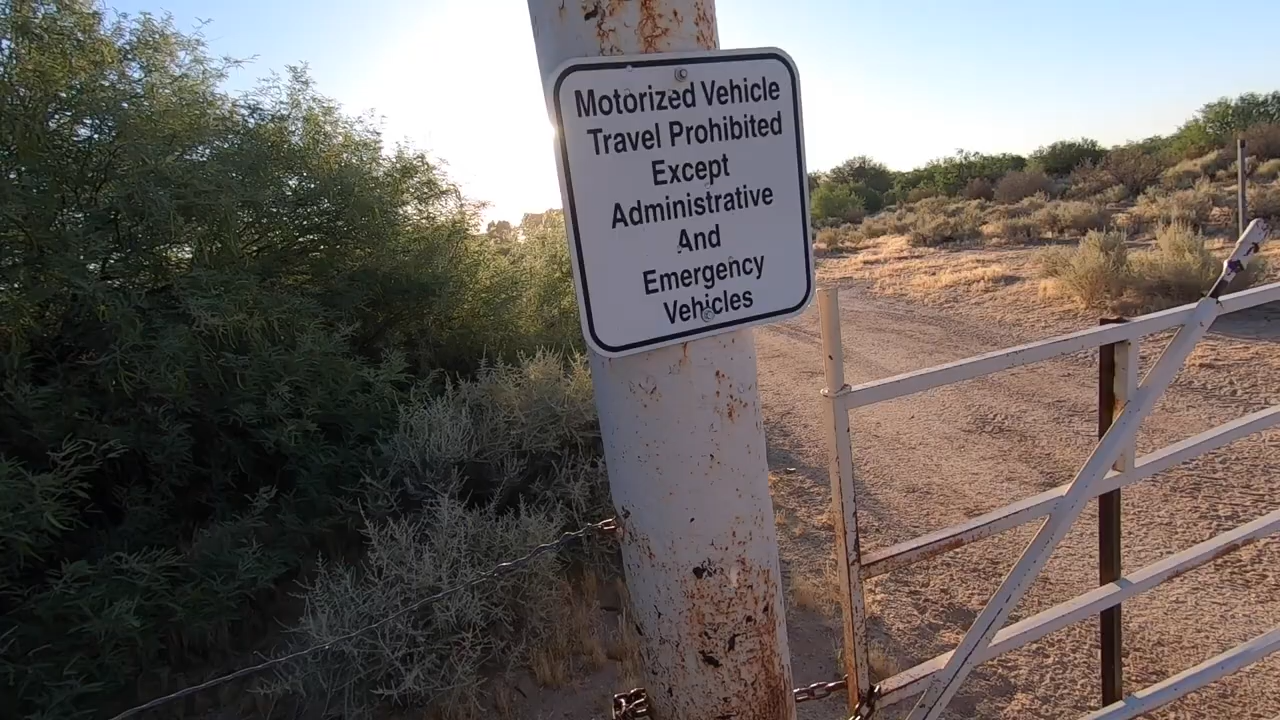 Motorized Vehicle
Travel Prohibited
Except
Administrative
And
Emergency
Vehicles